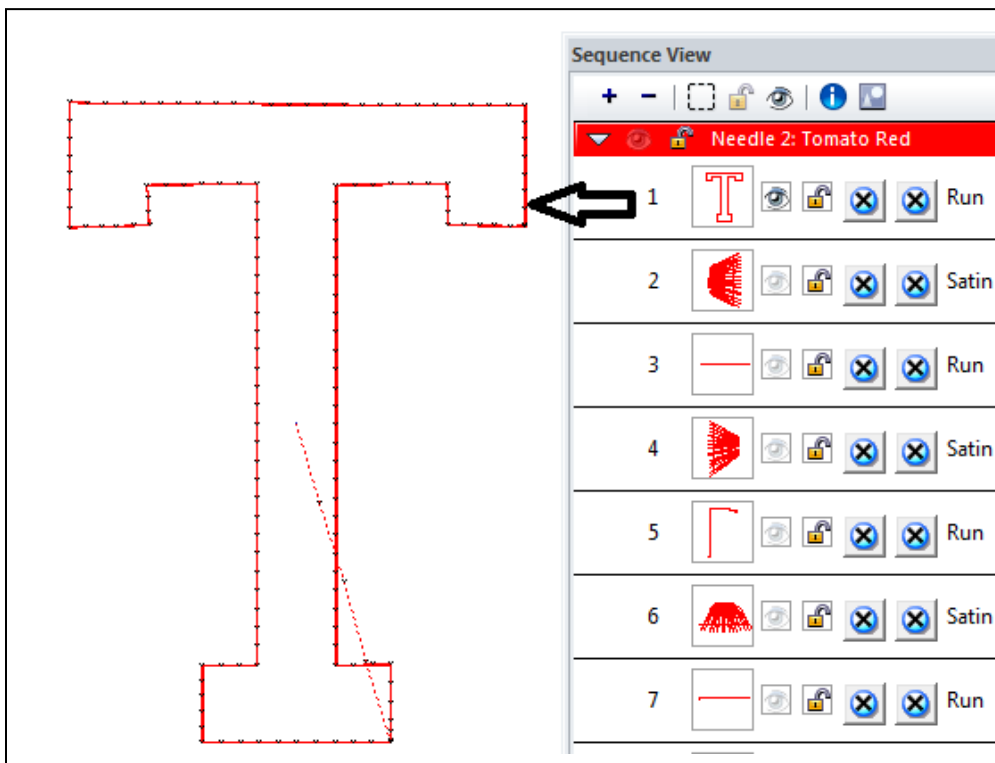 Sequence View
Needle 2: Tomato Red
1 Run
2 Satin
3 Run
4 Satin
5 Run
6 Satin
7 Run